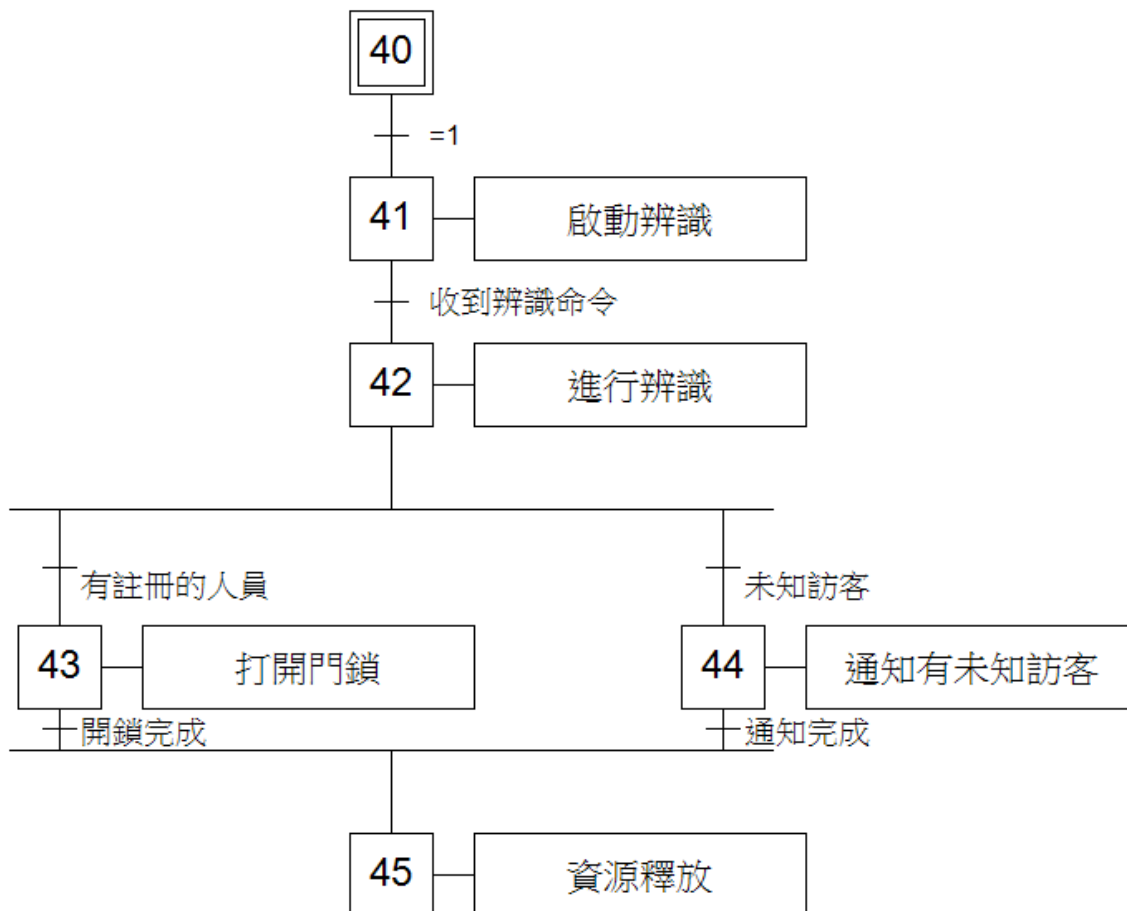 40
=1
41
啟動辨識
收到辨識命令
42
進行辨識
有註冊的人員
未知訪客
43
打開門鎖
44
通知有未知訪客
開鎖完成
通知完成
45
資源釋放